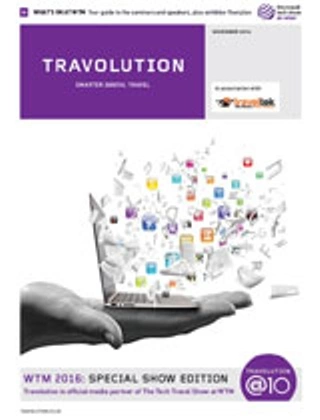 WHAT'S ON AT WTM Your guide to the seminars and speakers, plus exhibitor floorplan
NOVEMBER 2016
TRAVOLUTION
SMARTER. DIGITAL. TRAVEL
In association with
traveltek
WTM 2016: SPECIAL SHOW EDITION
Travolution is official media partner of The Tech Travel Show at WTM
TRAVOLUTION
@10